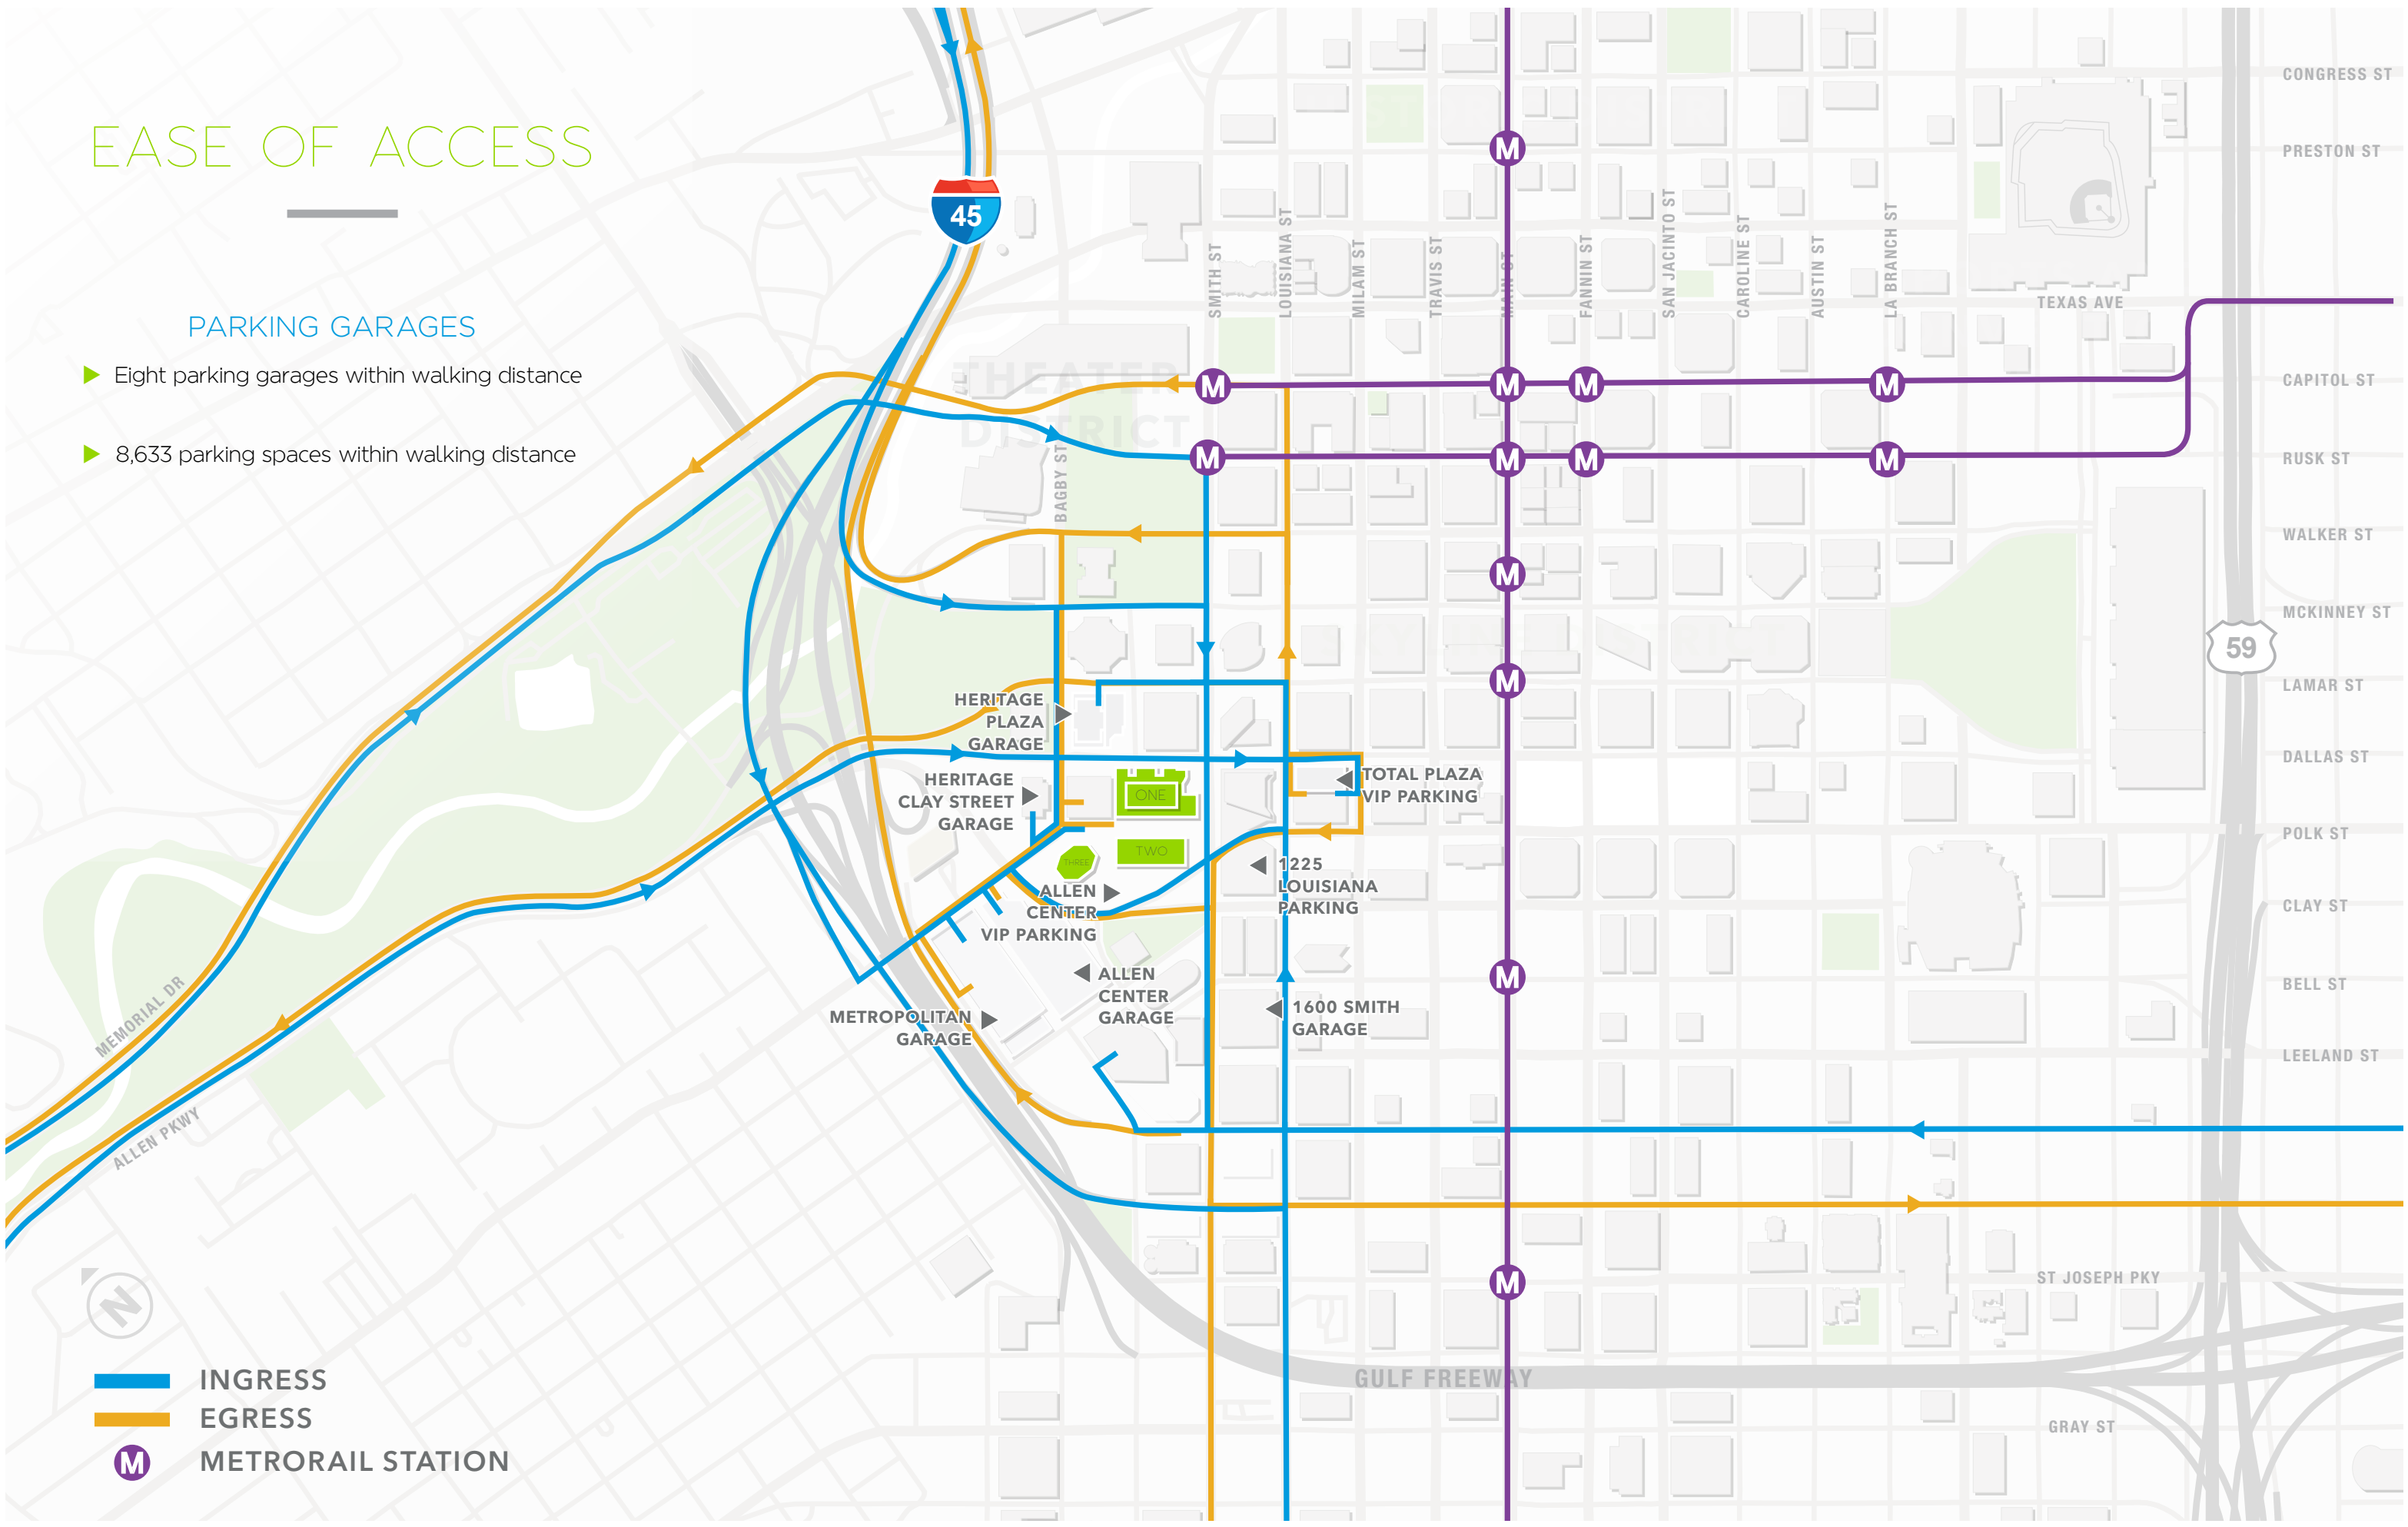 EASE OF ACCESS
PARKING GARAGES
Eight parking garages within walking distance
8,633 parking spaces within walking distance
45
THEATER
DISTRICT
BAGBY ST
SMITH ST
LOUISIANA ST
MILAM ST
TRAVIS ST
MAIN ST
FANNIN ST
SAN JACINTO ST
CAROLINE ST
AUSTIN ST
LA BRANCH ST
CONGRESS ST
PRESTON ST
TEXAS AVE
CAPITOL ST
RUSK ST
WALKER ST
MCKINNEY ST
59
LAMAR ST
DALLAS ST
POLK ST
CLAY ST
BELL ST
LEELAND ST
ST JOSEPH PKY
GULF FREEWAY
GRAY ST
M
M
M
M
M
M
M
M
M
M
M
M
M
HERITAGE
PLAZA
GARAGE
HERITAGE
CLAY STREET
GARAGE
ONE
TWO
THREE
TOTAL PLAZA
VIP PARKING
ALLEN
CENTER
VIP PARKING
1225
LOUISIANA
PARKING
ALLEN
CENTER
GARAGE
1600 SMITH
GARAGE
METROPOLITAN
GARAGE
MEMORIAL DR
ALLEN PKWY
N
INGRESS
EGRESS
M METRORAIL STATION